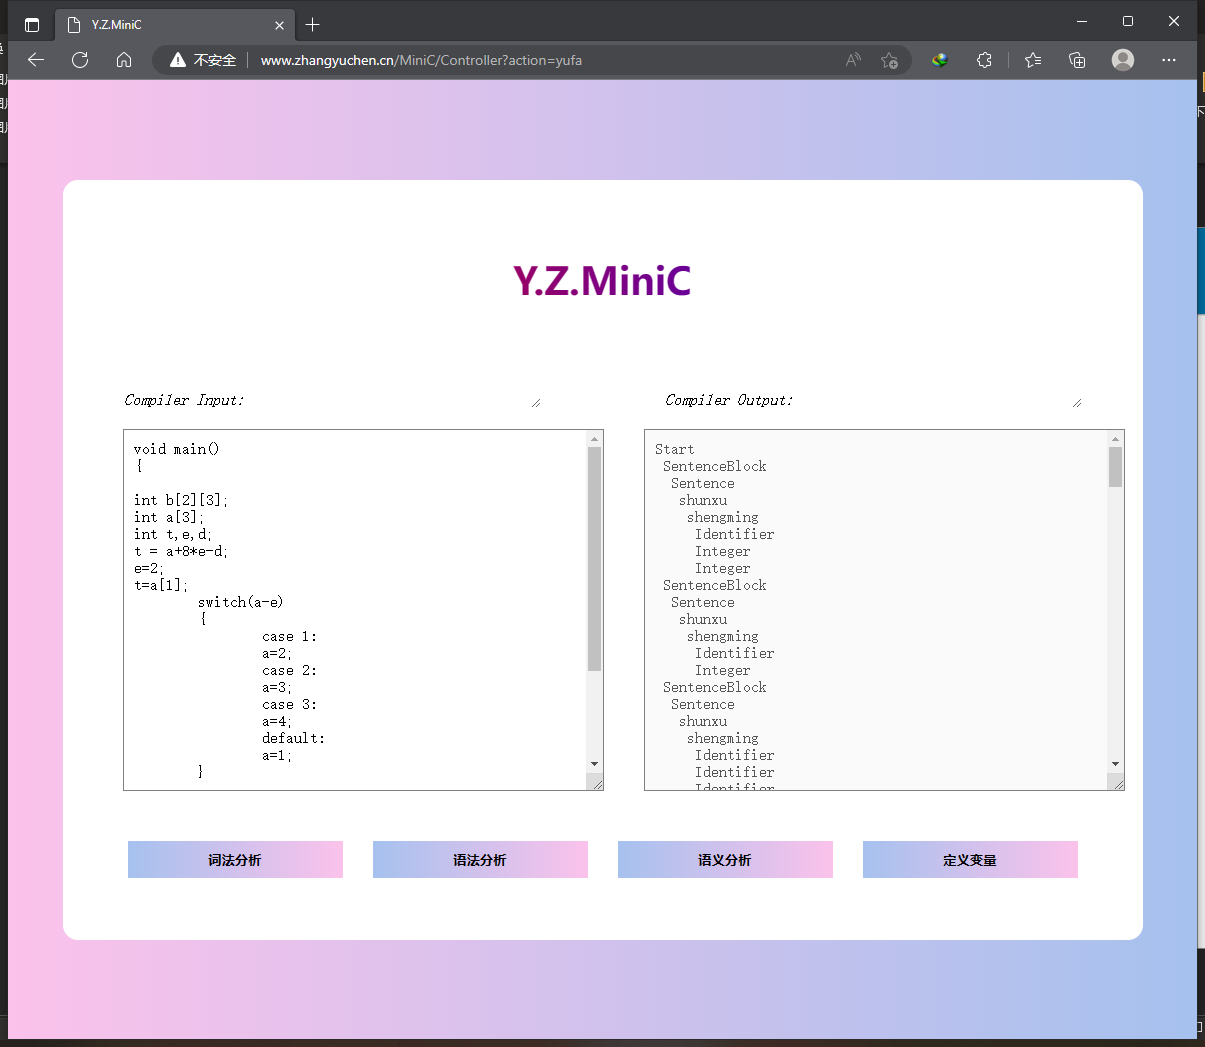 Y.Z.MiniC
不安全
www.zhangyuchen.cn/MiniC/Controller?action=yufa
Y.Z.MiniC
Compiler Input:
Compiler Output:
void main()
{
int b[2][3];
int a[3];
int t,e,d;
t = a+8*e-d;
e=2;
t=a[1];
switch(a-e)
{
case 1:
a=2;
case 2:
a=3;
case 3:
a=4;
default:
a=1;
}
Start
SentenceBlock
Sentence
shunxu
shengming
Identifier
Integer
Integer
SentenceBlock
Sentence
shunxu
shengming
Identifier
Integer
SentenceBlock
Sentence
shunxu
shengming
Identifier
Identifier
Identifier
词法分析
语法分析
语义分析
定义变量